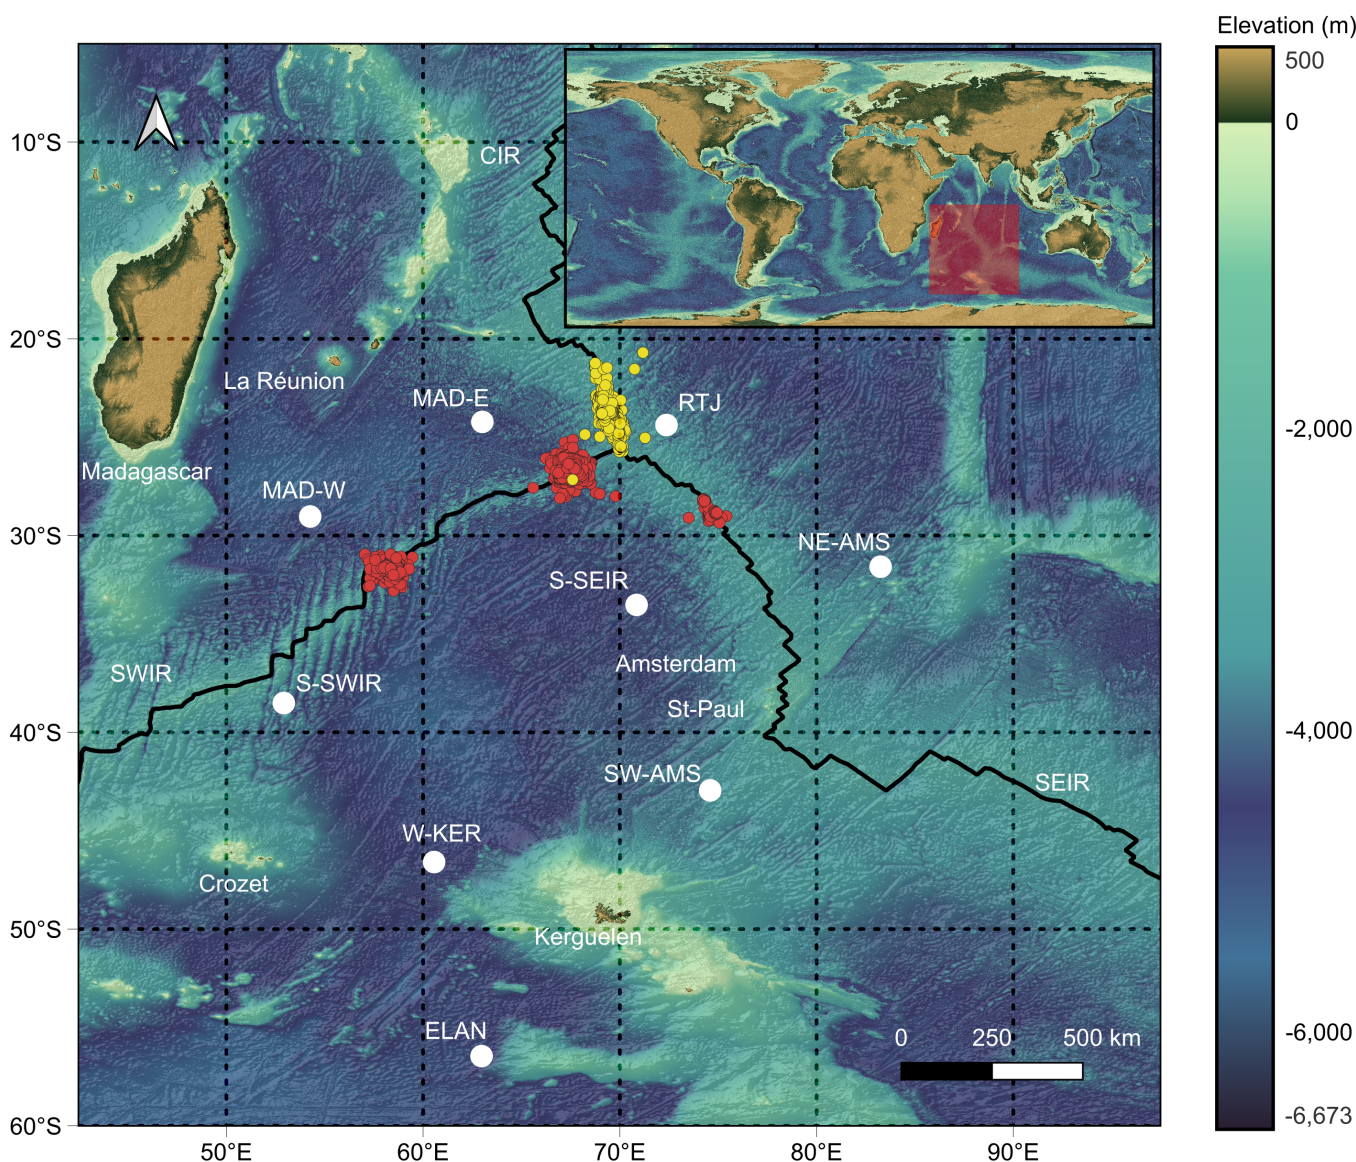 Elevation (m)
500
0
-2,000
-4,000
-6,000
-6,673
10°S
20°S
30°S
40°S
50°S
60°S
50°E
60°E
70°E
80°E
90°E
CIR
La Réunion
MAD-E
RTJ
Madagascar
MAD-W
NE-AMS
S-SEIR
Amsterdam
SWIR
S-SWIR
St-Paul
SW-AMS
SEIR
W-KER
Crozet
Kerguelen
ELAN
0 250 500 km